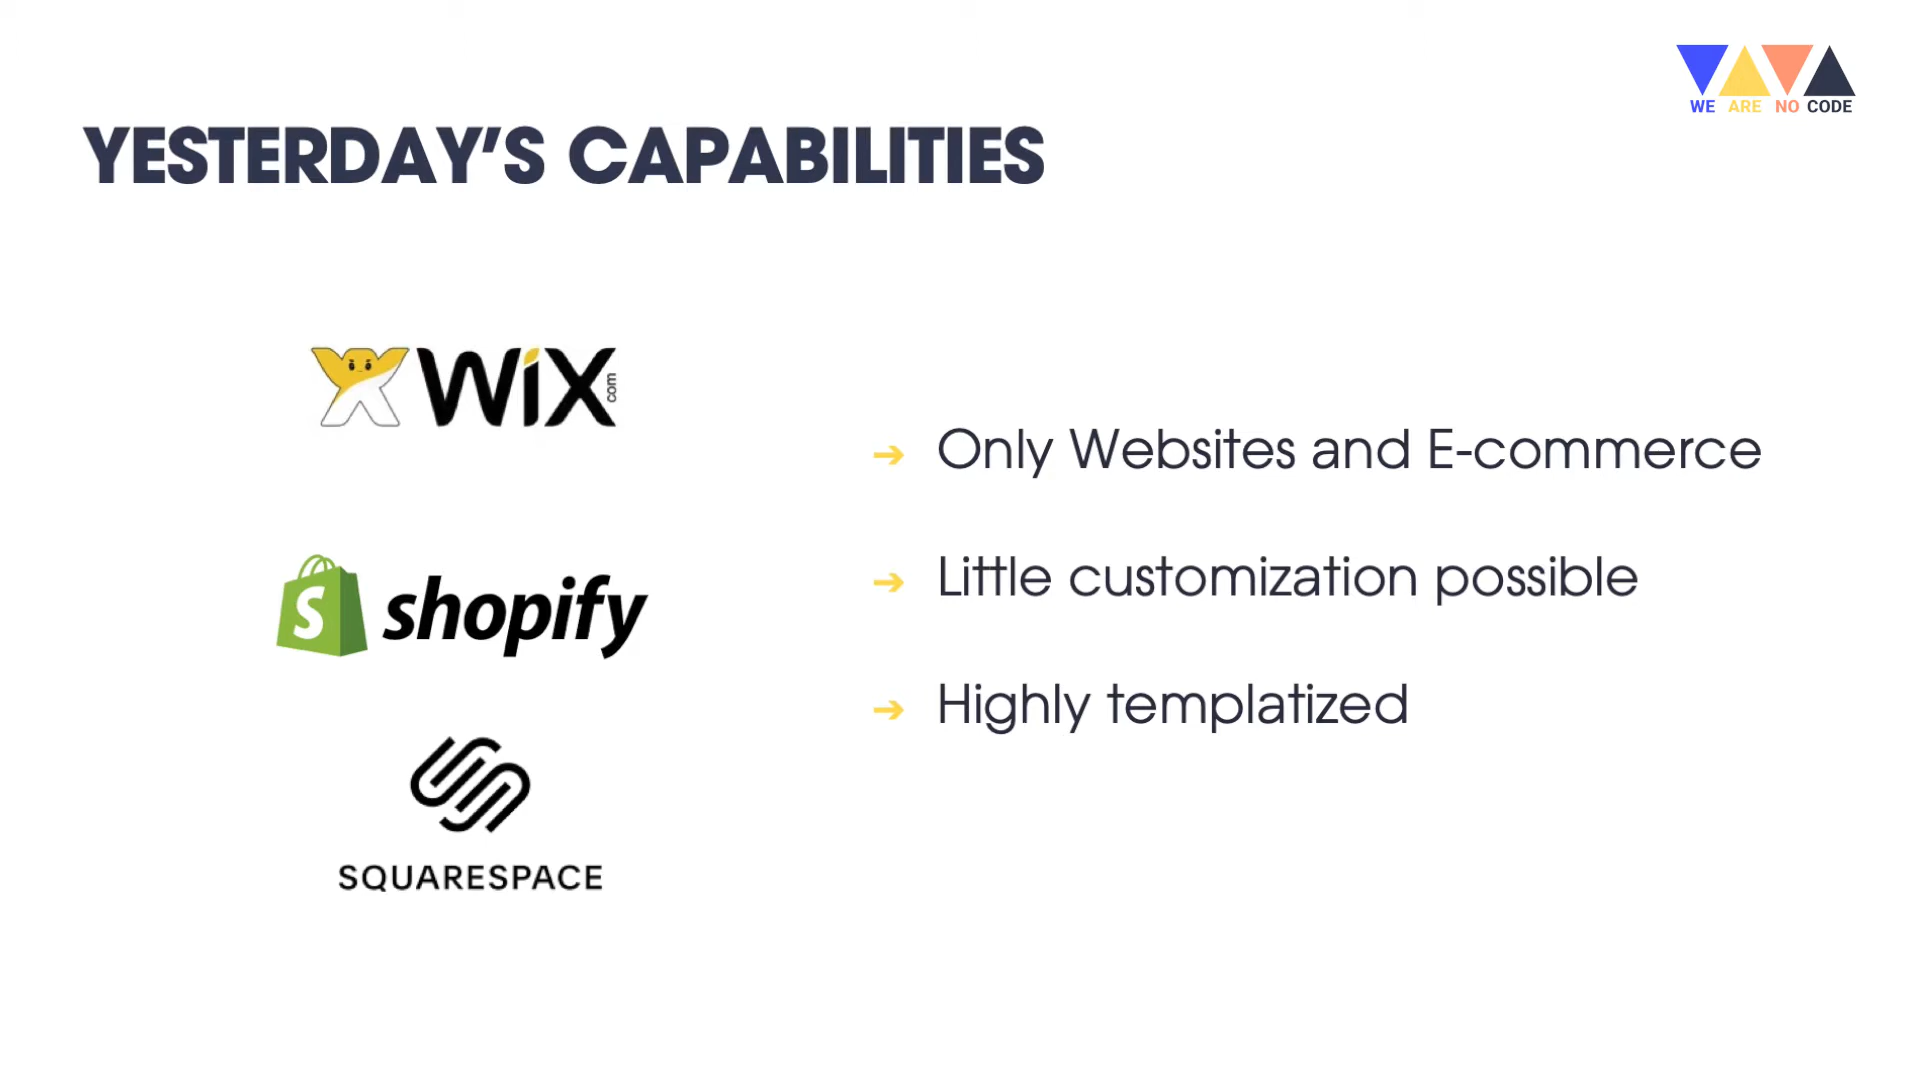 WE ARE NO CODE
YESTERDAY’S CAPABILITIES
WiX.com
shopify
SQUARESPACE
➔ Only Websites and E-commerce
➔ Little customization possible
➔ Highly templatized